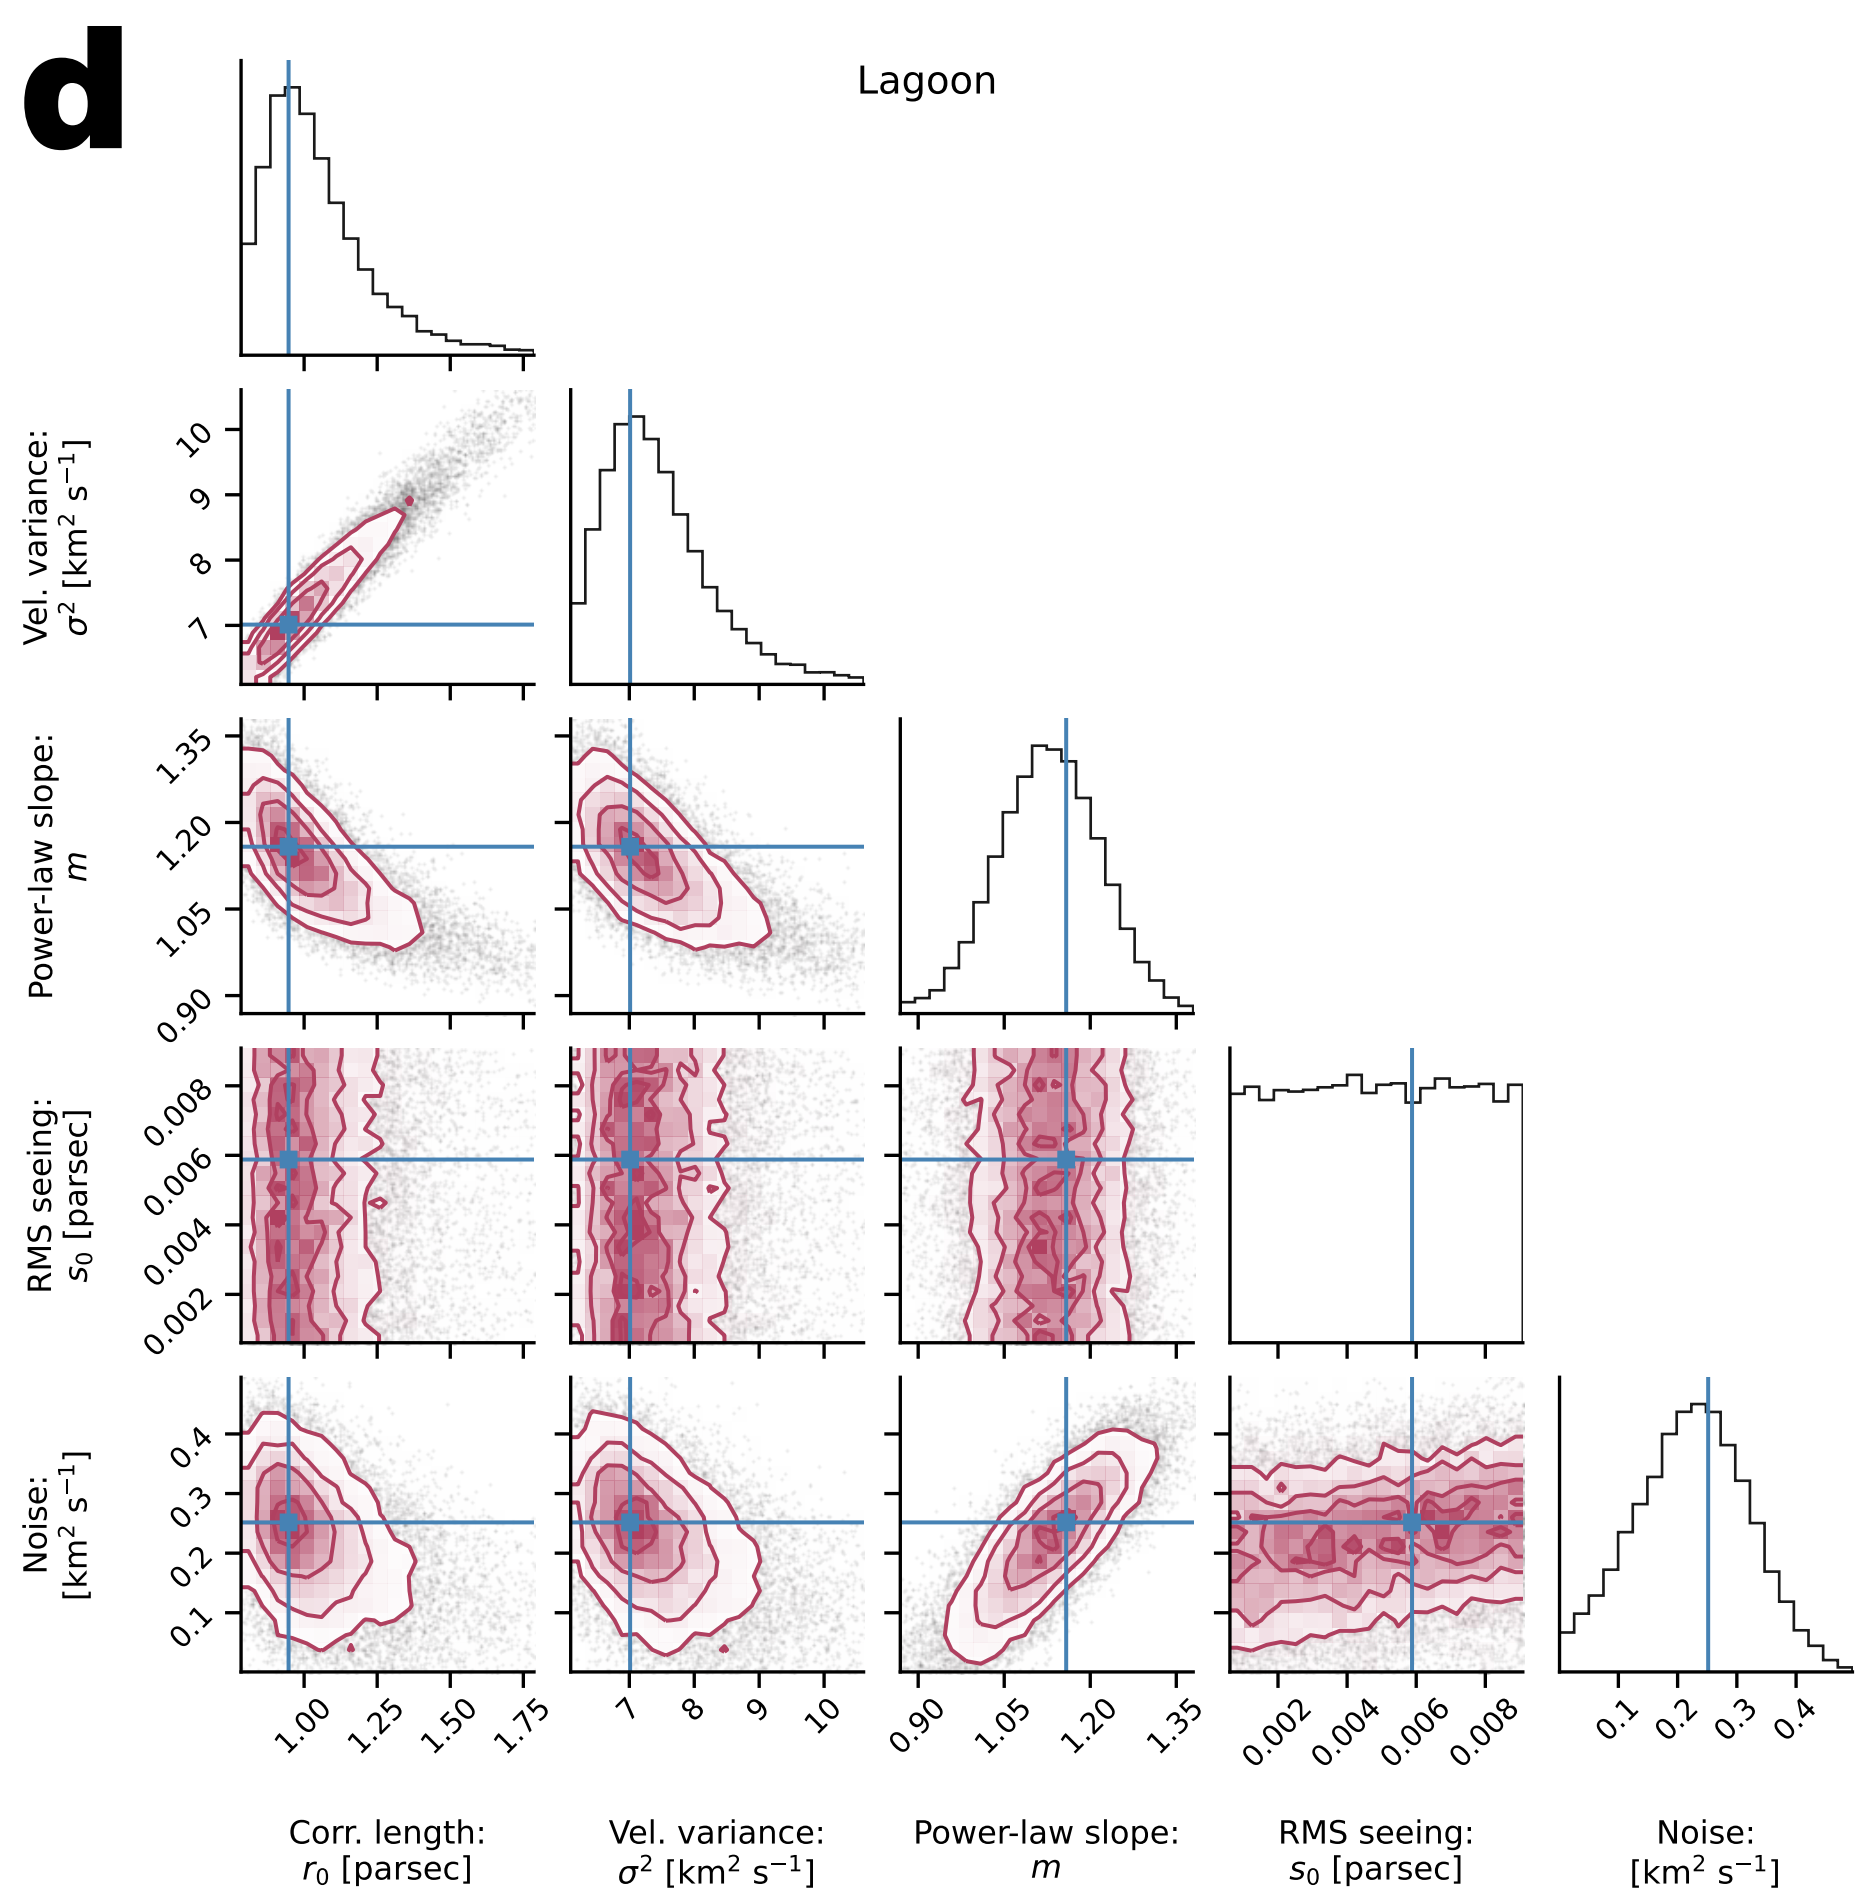 d
Lagoon
Vel. variance:
σ² [km² s⁻¹]
10
9
8
7
Power-law slope:
m
1.35
1.20
1.05
0.90
RMS seeing:
s₀ [parsec]
0.008
0.006
0.004
0.002
Noise:
[km² s⁻¹]
0.4
0.3
0.2
0.1
1.00 1.25 1.50 1.75
7 8 9 10
0.90 1.05 1.20 1.35
0.002 0.004 0.006 0.008
0.1 0.2 0.3 0.4
Corr. length:
r₀ [parsec]
Vel. variance:
σ² [km² s⁻¹]
Power-law slope:
m
RMS seeing:
s₀ [parsec]
Noise:
[km² s⁻¹]